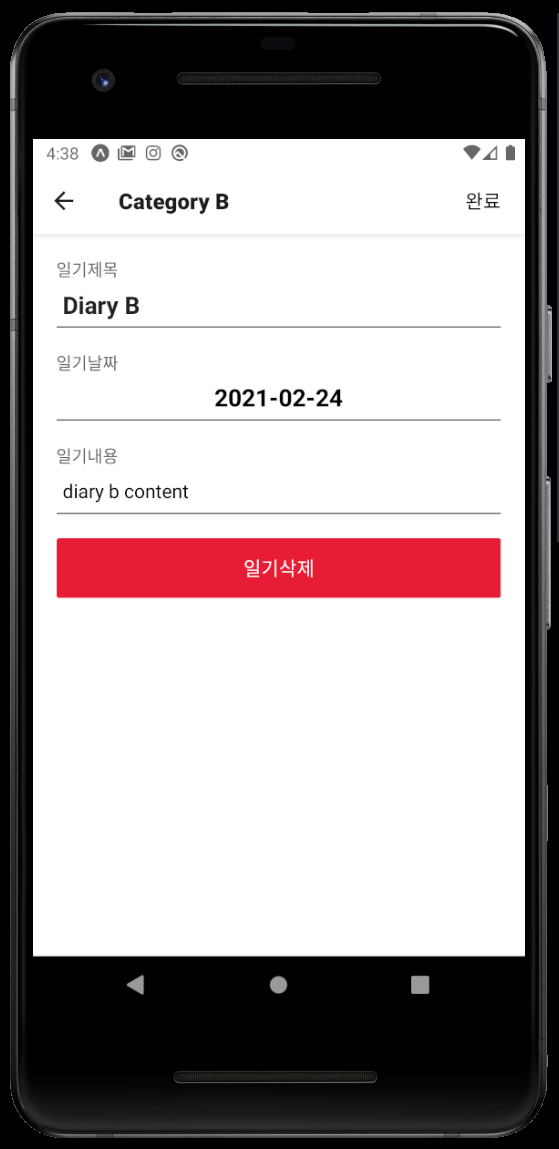 4:38
Category B
완료
일기제목
Diary B
일기날짜
2021-02-24
일기내용
diary b content
일기삭제